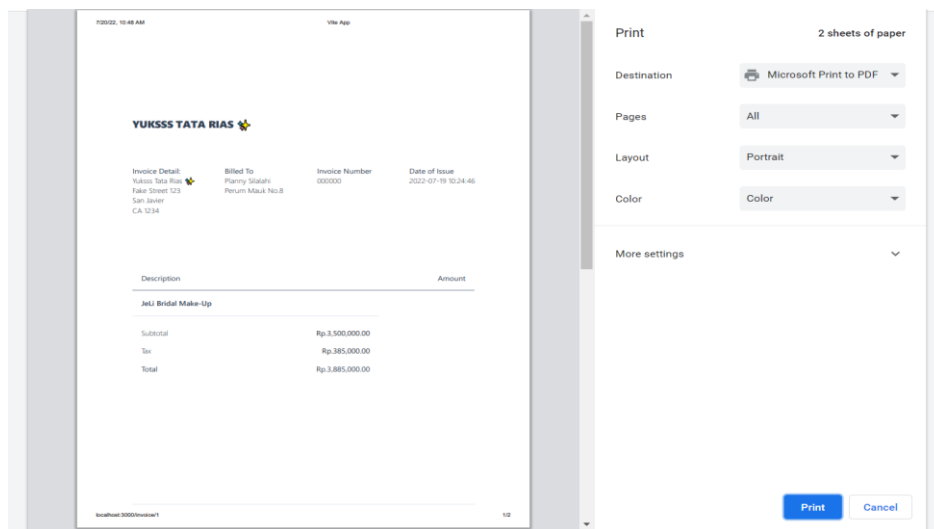 7/20/22, 10:48 AM Vite App
YUKSSS TATA RIAS
Invoice Detail: Billed To Invoice Number Date of Issue
Yuksss Tata Rias Planny Silalahi 000000 2022-07-19 10:24:46
Fake Street 123 Perum Mauk No.8
San Javier
CA 1234
Description Amount
JeLi Bridal Make-Up
Subtotal Rp.3,500,000.00
Tax Rp.385,000.00
Total Rp.3,885,000.00
localhost:3000/invoice/1 1/2
Print 2 sheets of paper
Destination Microsoft Print to PDF
Pages All
Layout Portrait
Color Color
More settings
Print Cancel